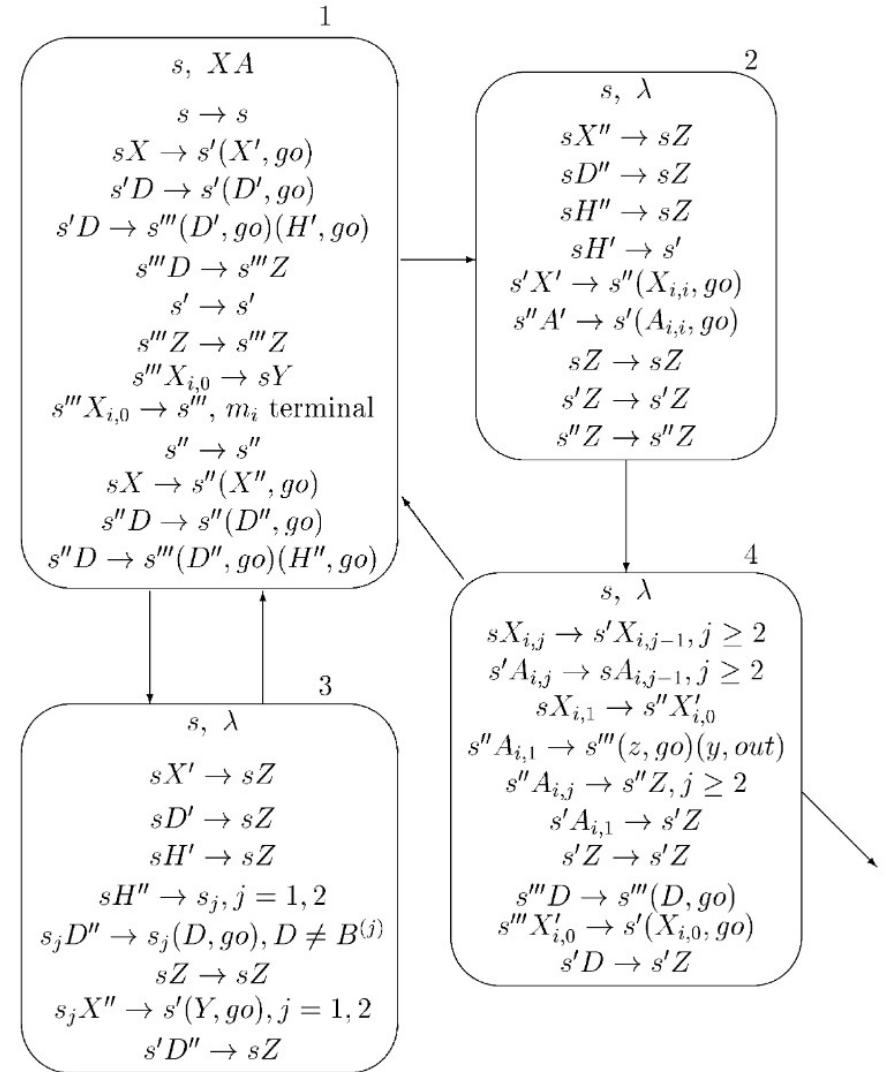 1
s, XA
s → s
sX → s′(X′, go)
s′D → s′(D′, go)
s′D → s‴(D′, go)(H′, go)
s‴D → s‴Z
s′ → s′
s‴Z → s‴Z
s‴X_{i,0} → sY
s‴X_{i,0} → s‴, m_i terminal
s″ → s″
sX → s″(X″, go)
s″D → s″(D″, go)
s″D → s‴(D″, go)(H″, go)
2
s, λ
sX″ → sZ
sD″ → sZ
sH″ → sZ
sH′ → s′
s′X′ → s″(X_{i,i}, go)
s″A′ → s′(A_{i,i}, go)
sZ → sZ
s′Z → s′Z
s″Z → s″Z
3
s, λ
sX′ → sZ
sD′ → sZ
sH′ → sZ
sH″ → s_j, j = 1, 2
s_jD″ → s_j(D, go), D ≠ B^{(j)}
sZ → sZ
s_jX″ → s′(Y, go), j = 1, 2
s′D″ → sZ
4
s, λ
sX_{i,j} → s′X_{i,j−1}, j ≥ 2
s′A_{i,j} → sA_{i,j−1}, j ≥ 2
sX_{i,1} → s″X′_{i,0}
s″A_{i,1} → s‴(z, go)(y, out)
s″A_{i,j} → s″Z, j ≥ 2
s′A_{i,1} → s′Z
s′Z → s′Z
s‴D → s‴(D, go)
s‴X′_{i,0} → s′(X_{i,0}, go)
s′D → s′Z